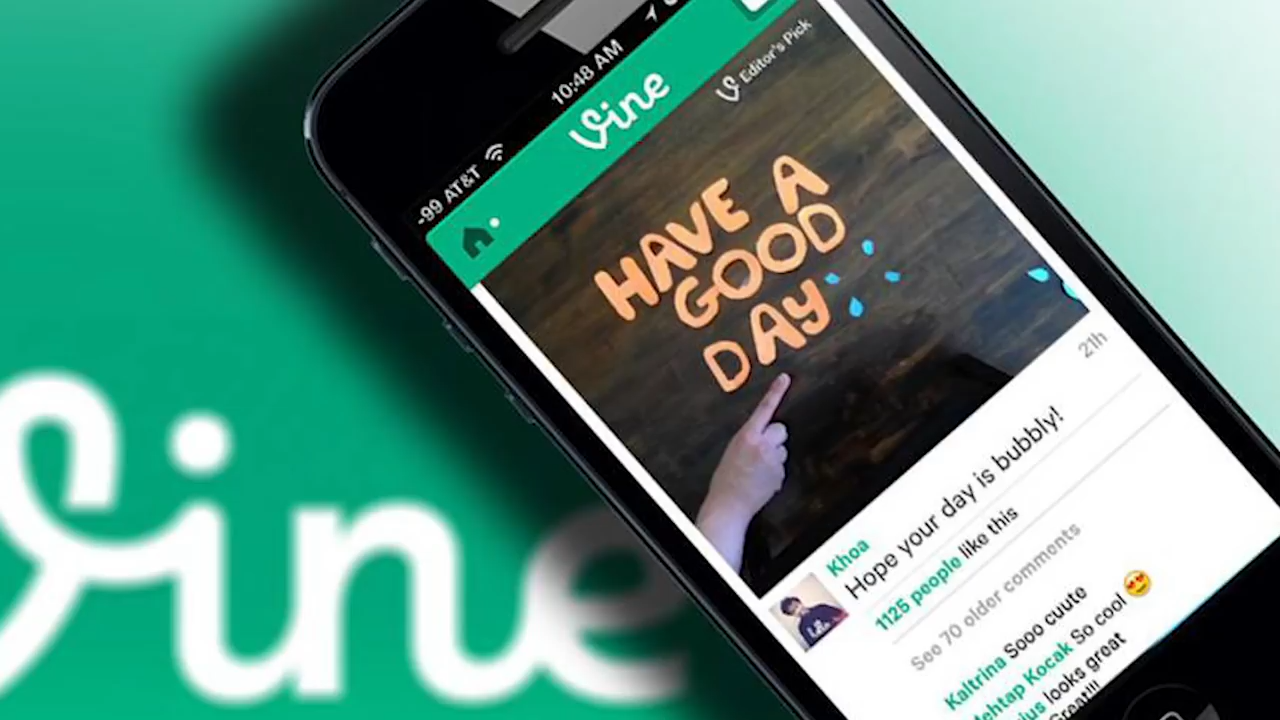 -99 AT&T
10:48 AM
Vine
Editor's Pick
HAVE A
GOOD
DAY
21h
Khoa
Hope your day is bubbly!
1125 people like this
See 70 older comments
Kaltrina Sooo cuute
Mehtap Kocak So cool
looks great
Great!!!
Vine